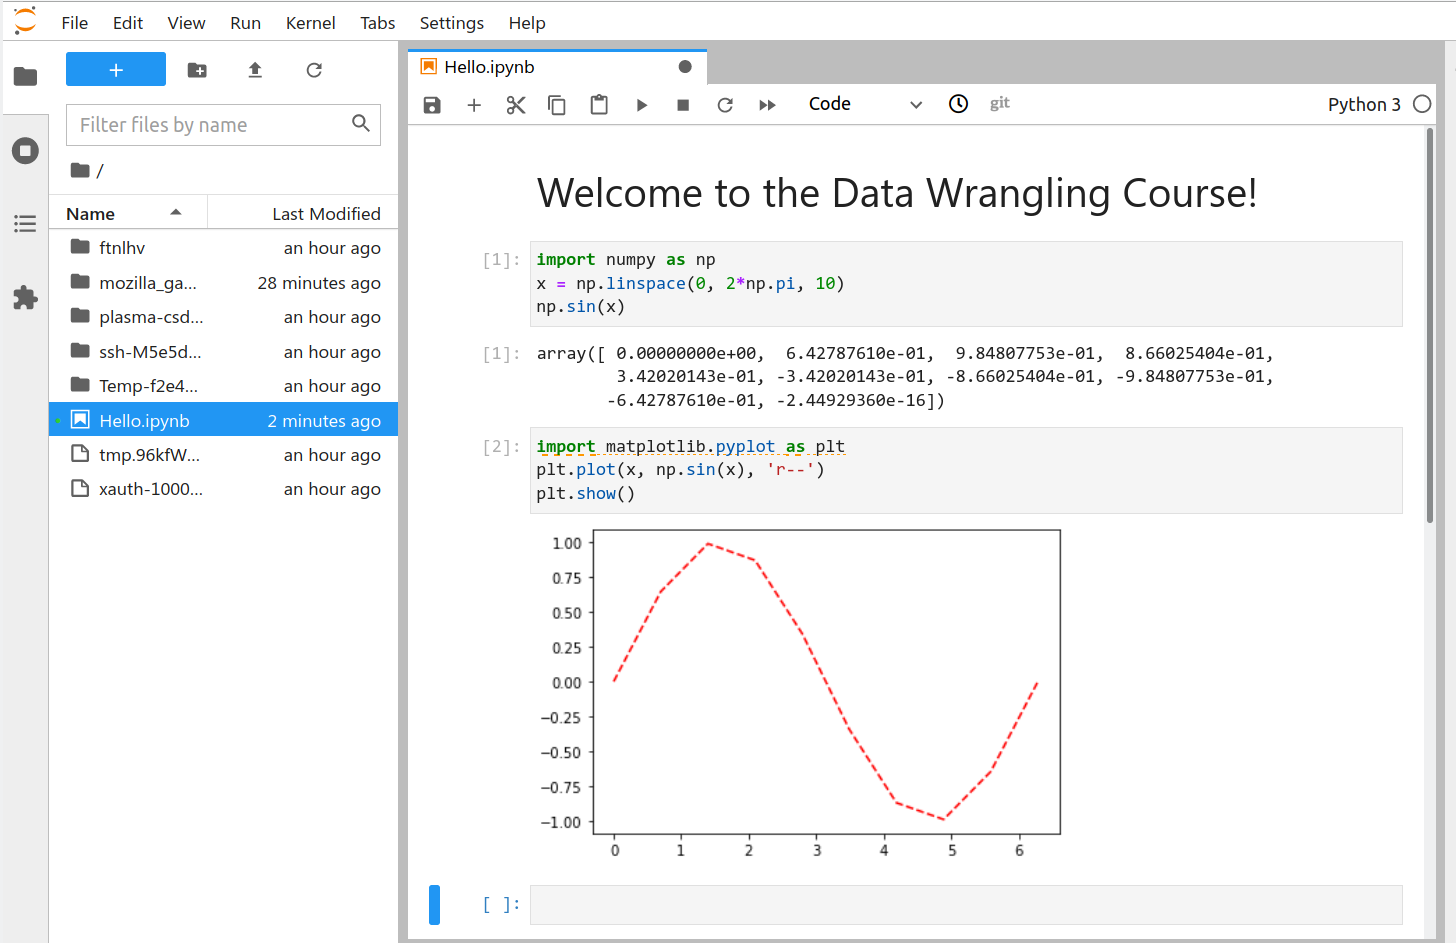 File Edit View Run Kernel Tabs Settings Help
Filter files by name
/
Name Last Modified
ftnlhv an hour ago
mozilla_ga... 28 minutes ago
plasma-csd... an hour ago
ssh-M5e5d... an hour ago
Temp-f2e4... an hour ago
Hello.ipynb 2 minutes ago
tmp.96kfW... an hour ago
xauth-1000... an hour ago
Hello.ipynb
Code git Python 3
Welcome to the Data Wrangling Course!
[1]: import numpy as np
x = np.linspace(0, 2*np.pi, 10)
np.sin(x)
[1]: array([ 0.00000000e+00,  6.42787610e-01,  9.84807753e-01,  8.66025404e-01,
3.42020143e-01, -3.42020143e-01, -8.66025404e-01, -9.84807753e-01,
-6.42787610e-01, -2.44929360e-16])
[2]: import matplotlib.pyplot as plt
plt.plot(x, np.sin(x), 'r--')
plt.show()
1.00
0.75
0.50
0.25
0.00
−0.25
−0.50
−0.75
−1.00
0 1 2 3 4 5 6
[ ]: